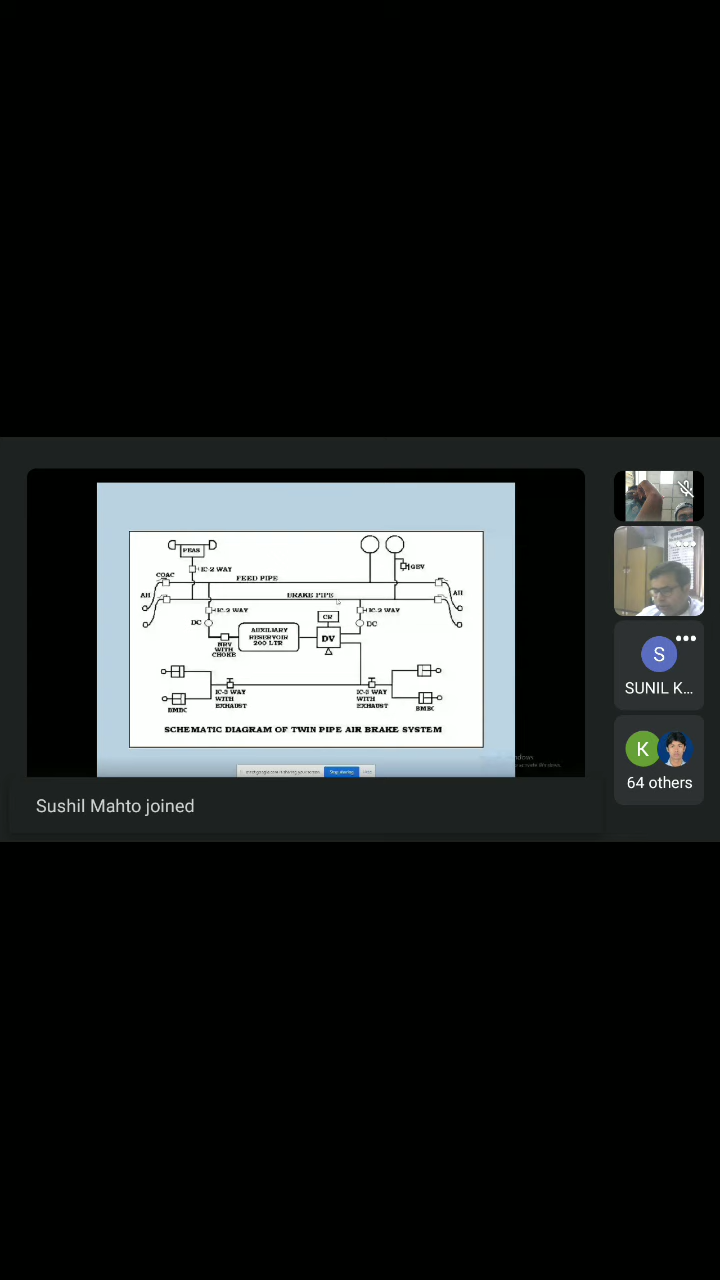 PEAS
IC-2 WAY
GEV
COAC
FEED PIPE
AH
BRAKE PIPE
AH
IC-2 WAY
IC-2 WAY
CR
DC
DC
AUXILIARY
RESERVOIR
200 LTR
DV
NRV
WITH
CHOKE
IC-3 WAY
WITH
EXHAUST
IC-3 WAY
WITH
EXHAUST
BMBC
BMBC
SCHEMATIC DIAGRAM OF TWIN PIPE AIR BRAKE SYSTEM
Stop sharing
Hide
S
SUNIL K...
K
64 others
Sushil Mahto joined